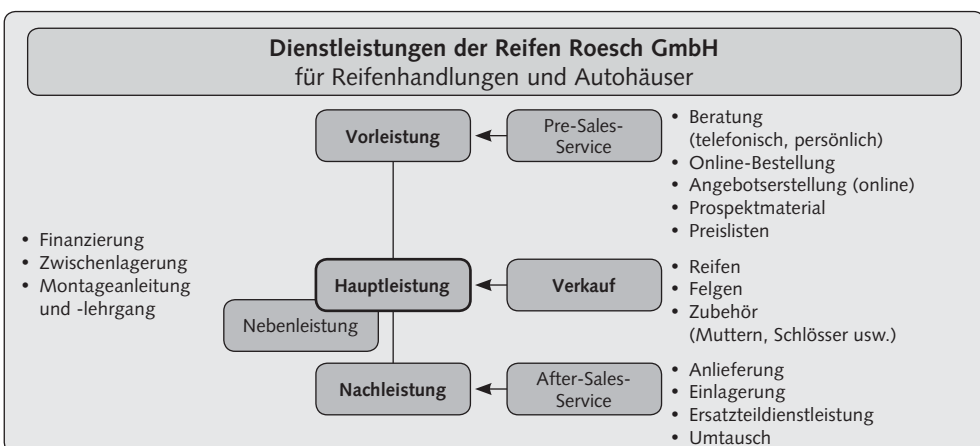 Dienstleistungen der Reifen Roesch GmbH
für Reifenhandlungen und Autohäuser
Vorleistung
Pre-Sales-
Service
• Beratung
(telefonisch, persönlich)
• Online-Bestellung
• Angebotserstellung (online)
• Prospektmaterial
• Preislisten
• Finanzierung
• Zwischenlagerung
• Montageanleitung
und -lehrgang
Hauptleistung
Nebenleistung
Verkauf
• Reifen
• Felgen
• Zubehör
(Muttern, Schlösser usw.)
Nachleistung
After-Sales-
Service
• Anlieferung
• Einlagerung
• Ersatzteildienstleistung
• Umtausch